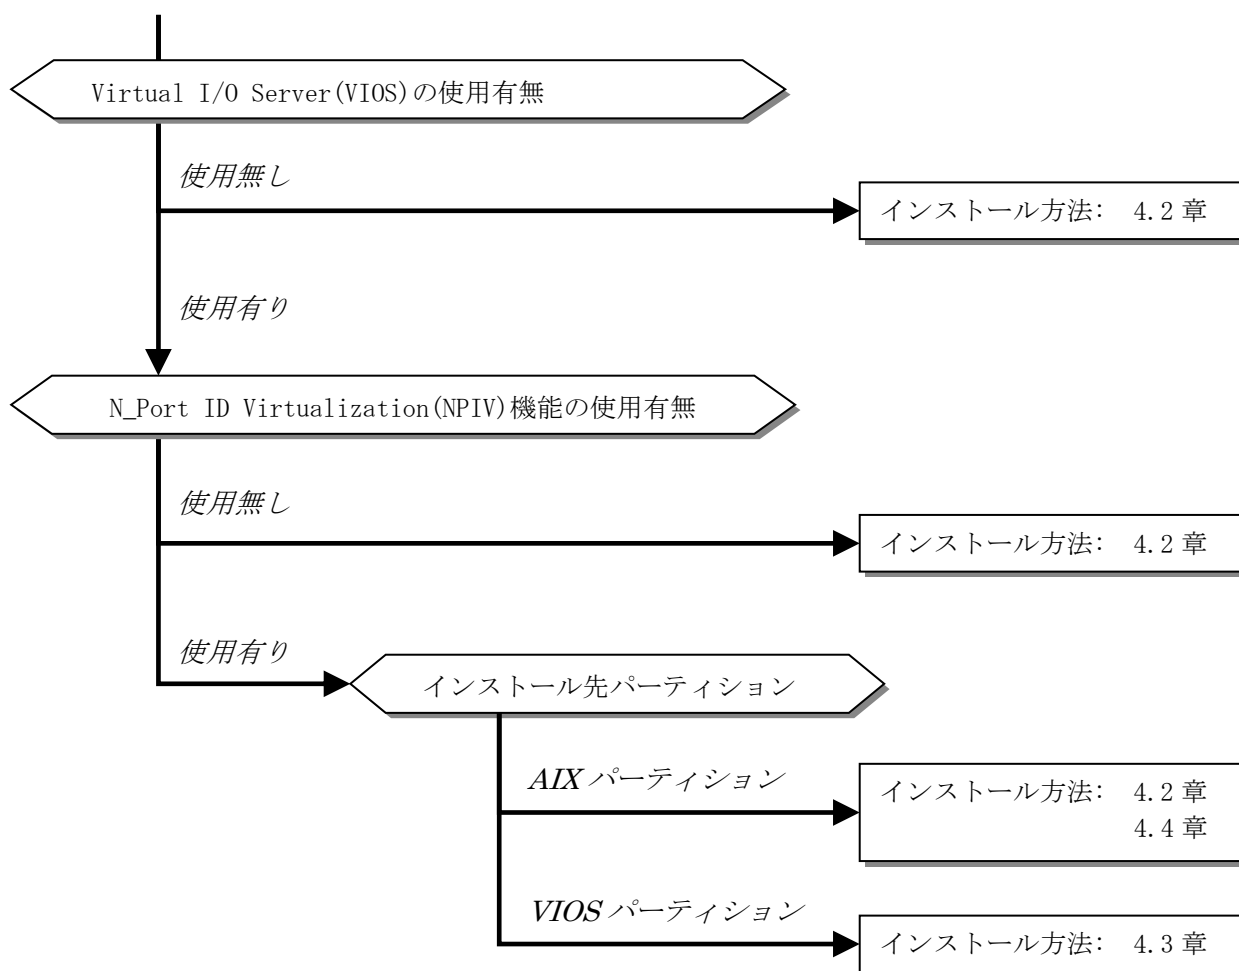 Virtual I/O Server(VIOS)の使用有無
使用無し
インストール方法: 4.2 章
使用有り
N_Port ID Virtualization(NPIV)機能の使用有無
使用無し
インストール方法: 4.2 章
使用有り
インストール先パーティション
AIX パーティション
インストール方法: 4.2 章
4.4 章
VIOS パーティション
インストール方法: 4.3 章